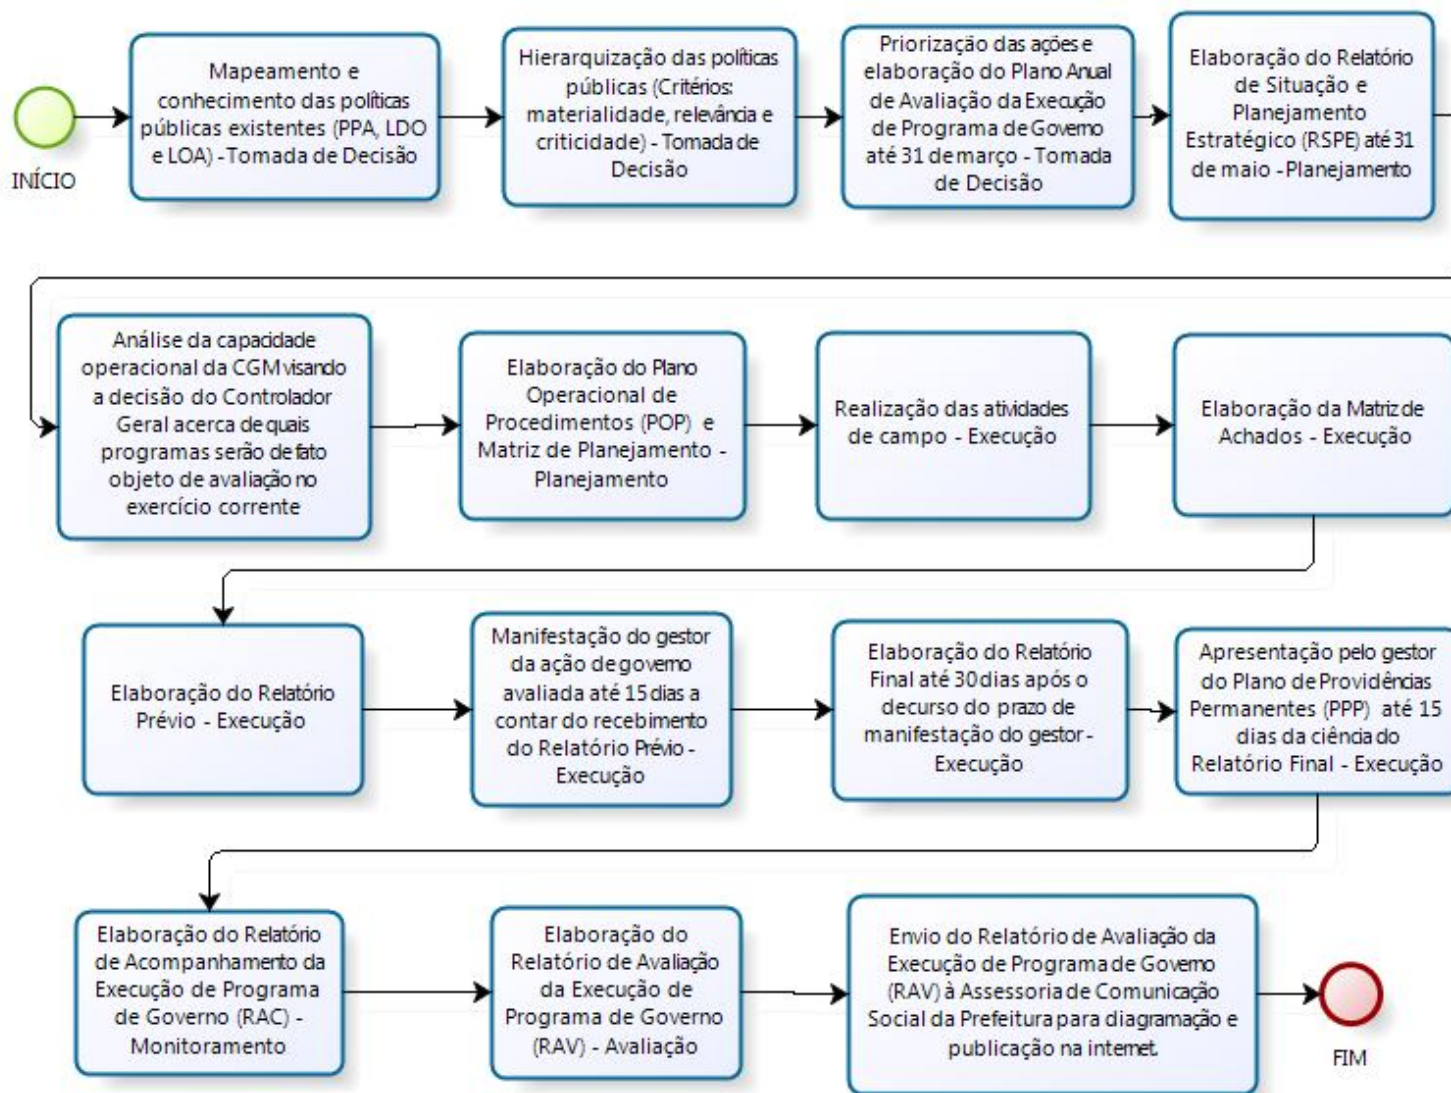 INÍCIO
Mapeamento e
conhecimento das políticas
públicas existentes (PPA, LDO
e LOA) - Tomada de Decisão
Hierarquização das políticas
públicas (Critérios:
materialidade, relevância e
criticidade) - Tomada de
Decisão
Priorização das ações e
elaboração do Plano Anual
de Avaliação da Execução
de Programa de Governo
até 31 de março - Tomada
de Decisão
Elaboração do Relatório
de Situação e
Planejamento
Estratégico (RSPE) até 31
de maio - Planejamento
Análise da capacidade
operacional da CGM visando
a decisão do Controlador
Geral acerca de quais
programas serão de fato
objeto de avaliação no
exercício corrente
Elaboração do Plano
Operacional de
Procedimentos (POP) e
Matriz de Planejamento -
Planejamento
Realização das atividades
de campo - Execução
Elaboração da Matriz de
Achados - Execução
Elaboração do Relatório
Prévio - Execução
Manifestação do gestor
da ação de governo
avaliada até 15 dias a
contar do recebimento
do Relatório Prévio -
Execução
Elaboração do Relatório
Final até 30 dias após o
decurso do prazo de
manifestação do gestor -
Execução
Apresentação pelo gestor
do Plano de Providências
Permanentes (PPP) até 15
dias da ciência do
Relatório Final - Execução
Elaboração do Relatório
de Acompanhamento da
Execução de Programa
de Governo (RAC) -
Monitoramento
Elaboração do
Relatório de Avaliação
da Execução de
Programa de Governo
(RAV) - Avaliação
Envio do Relatório de Avaliação da
Execução de Programa de Governo
(RAV) à Assessoria de Comunicação
Social da Prefeitura para diagramação e
publicação na internet.
FIM